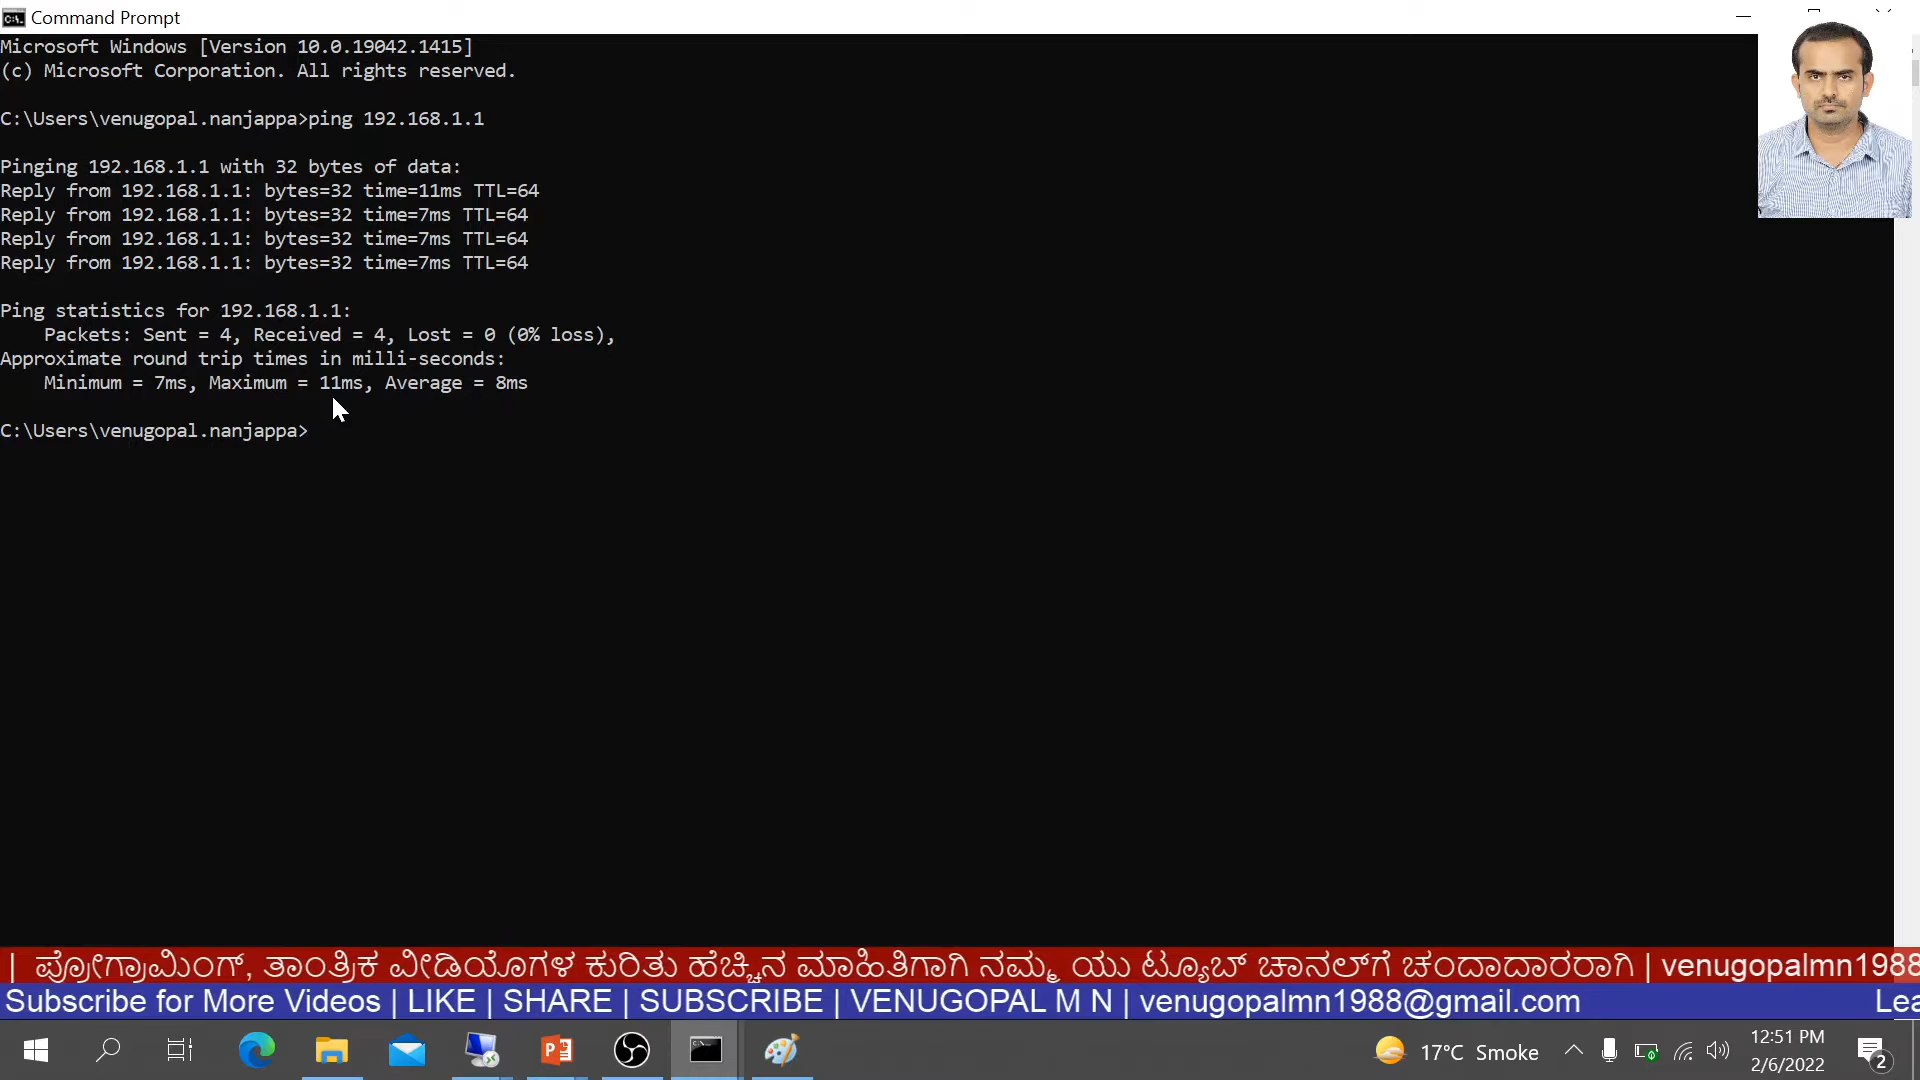 Command Prompt
Microsoft Windows [Version 10.0.19042.1415]
(c) Microsoft Corporation. All rights reserved.
C:\Users\venugopal.nanjappa>ping 192.168.1.1
Pinging 192.168.1.1 with 32 bytes of data:
Reply from 192.168.1.1: bytes=32 time=11ms TTL=64
Reply from 192.168.1.1: bytes=32 time=7ms TTL=64
Reply from 192.168.1.1: bytes=32 time=7ms TTL=64
Reply from 192.168.1.1: bytes=32 time=7ms TTL=64
Ping statistics for 192.168.1.1:
Packets: Sent = 4, Received = 4, Lost = 0 (0% loss),
Approximate round trip times in milli-seconds:
Minimum = 7ms, Maximum = 11ms, Average = 8ms
C:\Users\venugopal.nanjappa>
| ಪ್ರೋಗ್ರಾಮಿಂಗ್, ತಾಂತ್ರಿಕ ವೀಡಿಯೊಗಳ ಕುರಿತು ಹೆಚ್ಚಿನ ಮಾಹಿತಿಗಾಗಿ ನಮ್ಮ ಯು ಟ್ಯೂಬ್ ಚಾನಲ್‌ಗೆ ಚಂದಾದಾರರಾಗಿ | venugopalmn1988
Subscribe for More Videos | LIKE | SHARE | SUBSCRIBE | VENUGOPAL M N | venugopalmn1988@gmail.com Lea
17°C Smoke
12:51 PM
2/6/2022
2